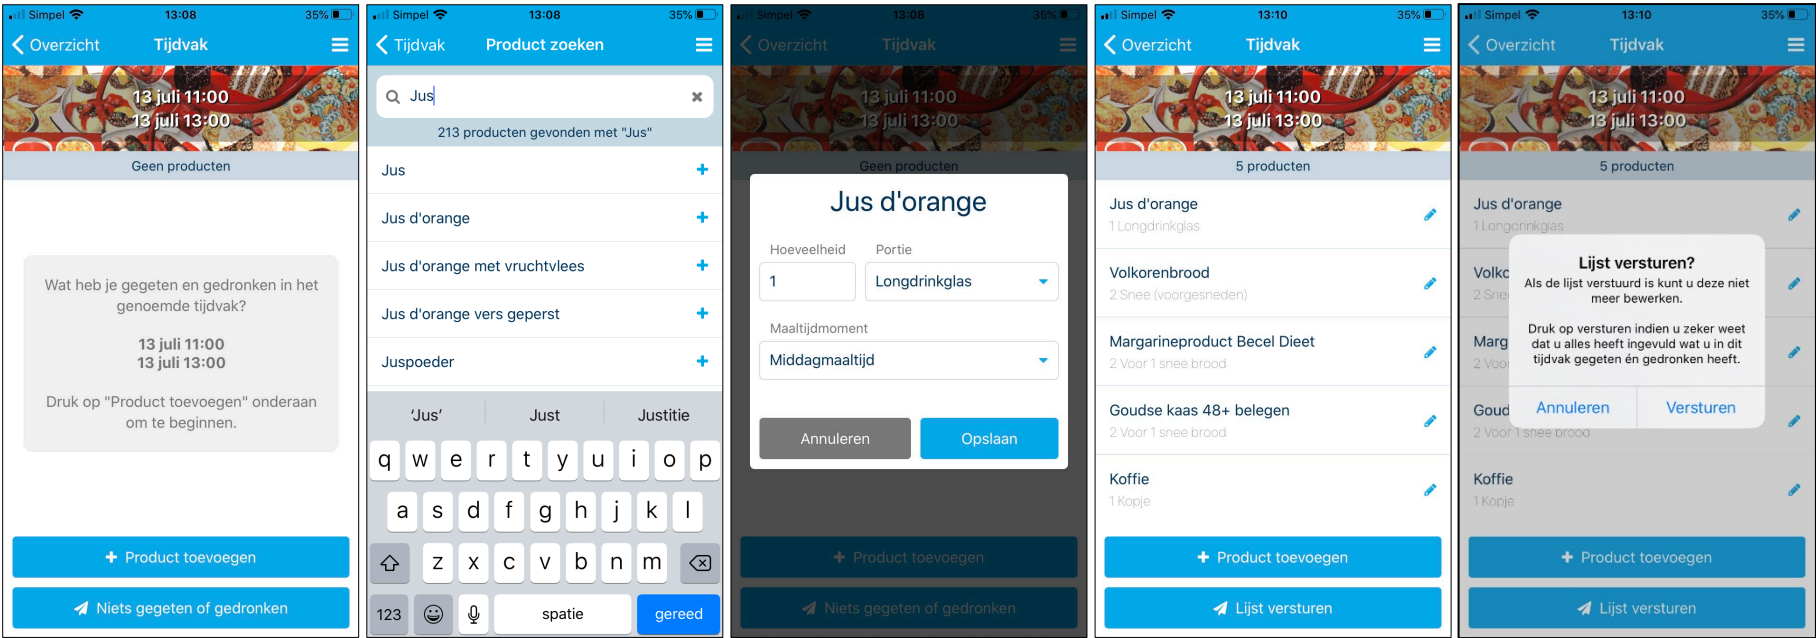 Simpel 13:08 35%
Overzicht Tijdvak
13 juli 11:00
13 juli 13:00
Geen producten
Wat heb je gegeten en gedronken in het
genoemde tijdvak?
13 juli 11:00
13 juli 13:00
Druk op "Product toevoegen" onderaan
om te beginnen.
+ Product toevoegen
Niets gegeten of gedronken
Simpel 13:08 35%
Tijdvak Product zoeken
Jus
213 producten gevonden met "Jus"
Jus +
Jus d'orange +
Jus d'orange met vruchtvlees +
Jus d'orange vers geperst +
Juspoeder +
'Jus' Just Justitie
q w e r t y u i o p
a s d f g h j k l
z x c v b n m
123 spatie gereed
Simpel 13:08 35%
Overzicht Tijdvak
13 juli 11:00
13 juli 13:00
Geen producten
Jus d'orange
Hoeveelheid Portie
1 Longdrinkglas
Maaltijdmoment
Middagmaaltijd
Annuleren Opslaan
+ Product toevoegen
Niets gegeten of gedronken
Simpel 13:10 35%
Overzicht Tijdvak
13 juli 11:00
13 juli 13:00
5 producten
Jus d'orange
1 Longdrinkglas
Volkorenbrood
2 Snee (voorgesneden)
Margarineproduct Becel Dieet
2 Voor 1 snee brood
Goudse kaas 48+ belegen
2 Voor 1 snee brood
Koffie
1 Kopje
+ Product toevoegen
Lijst versturen
Simpel 13:10 35%
Overzicht Tijdvak
13 juli 11:00
13 juli 13:00
5 producten
Jus d'orange
1 Longdrinkglas
Volko
2 Snee
Marg
2 Voor
Goud
2 Voor 1 snee brood
Koffie
1 Kopje
Lijst versturen?
Als de lijst verstuurd is kunt u deze niet
meer bewerken.
Druk op versturen indien u zeker weet
dat u alles heeft ingevuld wat u in dit
tijdvak gegeten én gedronken heeft.
Annuleren Versturen
+ Product toevoegen
Lijst versturen